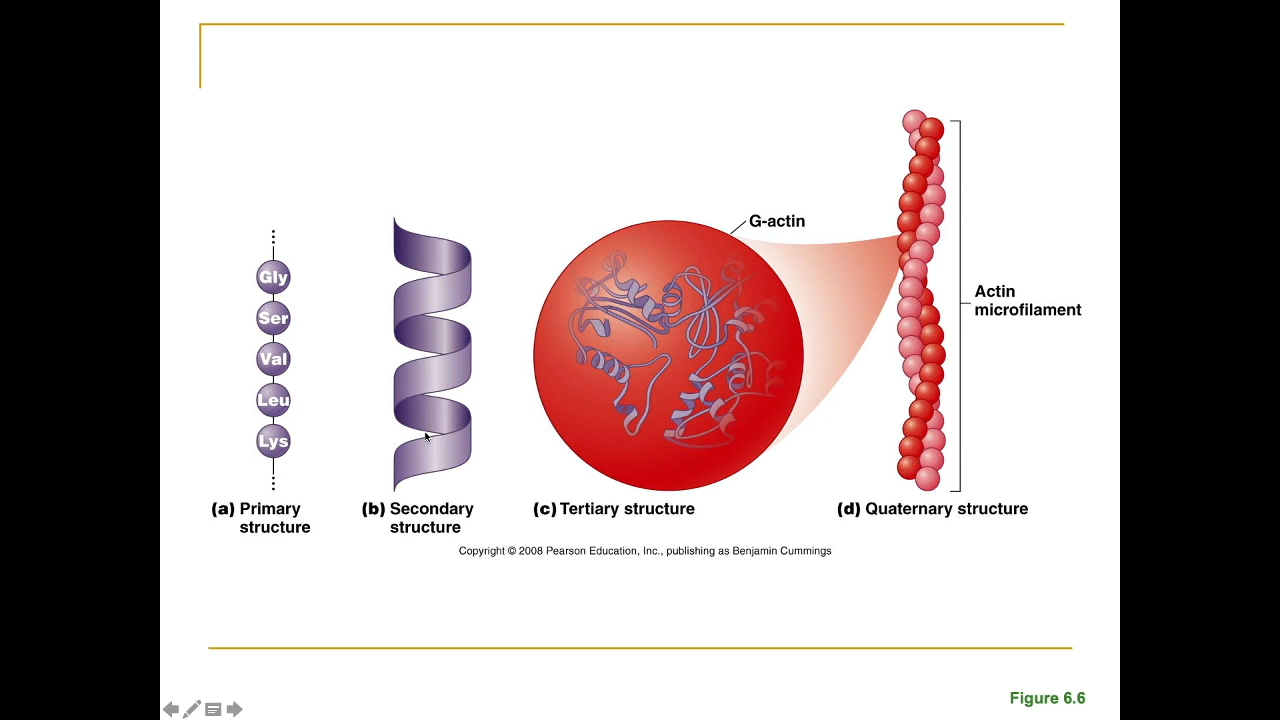 G-actin
Gly
Ser
Val
Leu
Lys
Actin
microfilament
(a) Primary
structure
(b) Secondary
structure
(c) Tertiary structure
(d) Quaternary structure
Copyright © 2008 Pearson Education, Inc., publishing as Benjamin Cummings
Figure 6.6